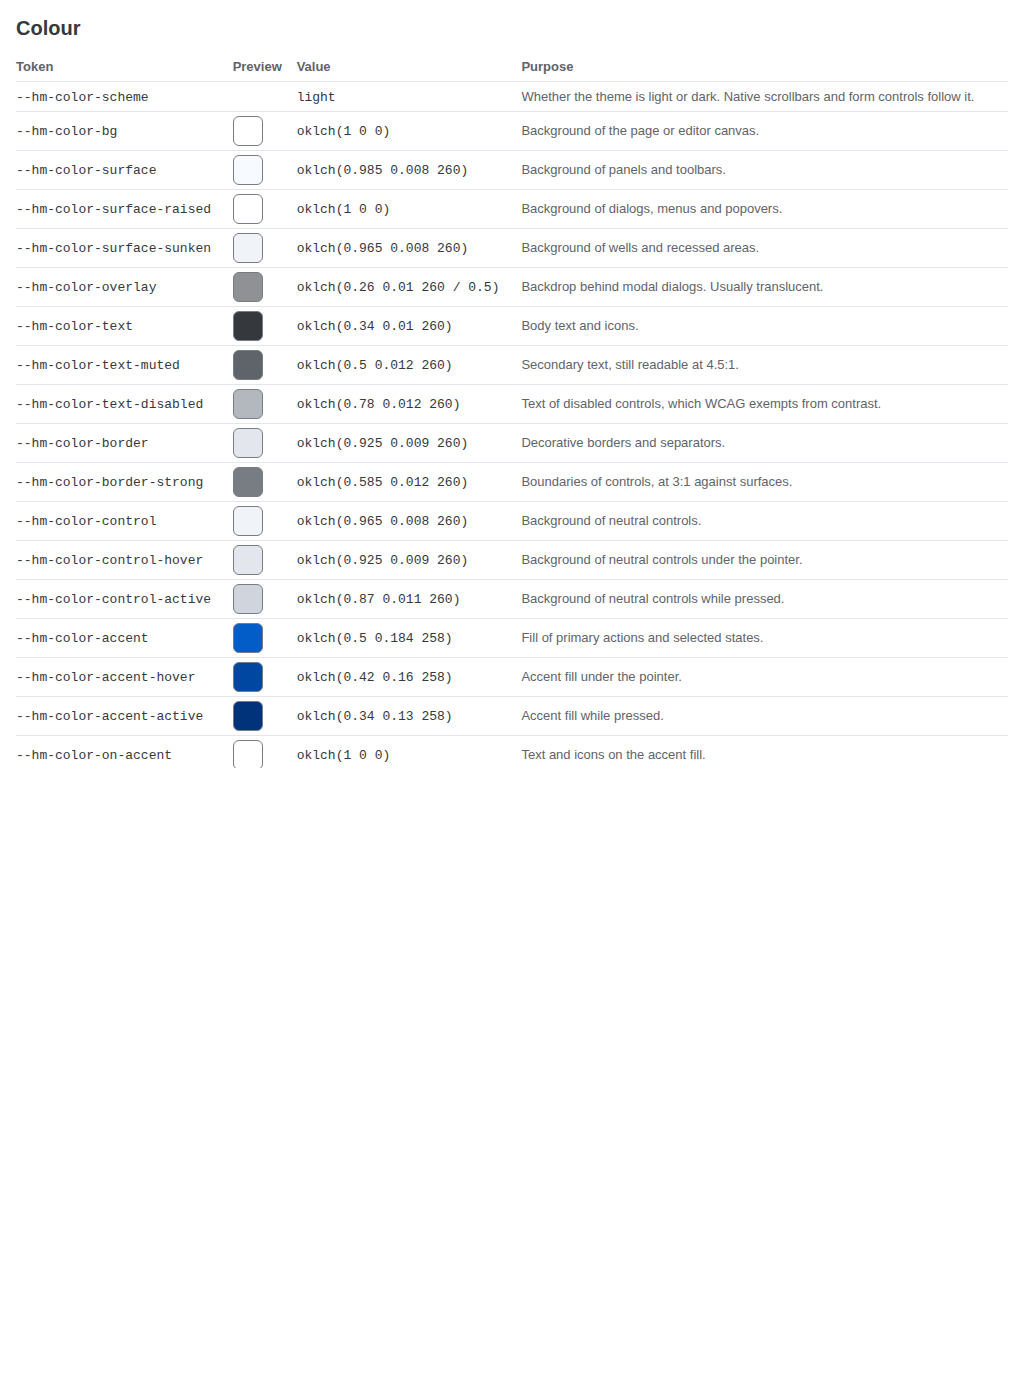 Colour
Token Preview Value Purpose
--hm-color-scheme light Whether the theme is light or dark. Native scrollbars and form controls follow it.
--hm-color-bg oklch(1 0 0) Background of the page or editor canvas.
--hm-color-surface oklch(0.985 0.008 260) Background of panels and toolbars.
--hm-color-surface-raised oklch(1 0 0) Background of dialogs, menus and popovers.
--hm-color-surface-sunken oklch(0.965 0.008 260) Background of wells and recessed areas.
--hm-color-overlay oklch(0.26 0.01 260 / 0.5) Backdrop behind modal dialogs. Usually translucent.
--hm-color-text oklch(0.34 0.01 260) Body text and icons.
--hm-color-text-muted oklch(0.5 0.012 260) Secondary text, still readable at 4.5:1.
--hm-color-text-disabled oklch(0.78 0.012 260) Text of disabled controls, which WCAG exempts from contrast.
--hm-color-border oklch(0.925 0.009 260) Decorative borders and separators.
--hm-color-border-strong oklch(0.585 0.012 260) Boundaries of controls, at 3:1 against surfaces.
--hm-color-control oklch(0.965 0.008 260) Background of neutral controls.
--hm-color-control-hover oklch(0.925 0.009 260) Background of neutral controls under the pointer.
--hm-color-control-active oklch(0.87 0.011 260) Background of neutral controls while pressed.
--hm-color-accent oklch(0.5 0.184 258) Fill of primary actions and selected states.
--hm-color-accent-hover oklch(0.42 0.16 258) Accent fill under the pointer.
--hm-color-accent-active oklch(0.34 0.13 258) Accent fill while pressed.
--hm-color-on-accent oklch(1 0 0) Text and icons on the accent fill.